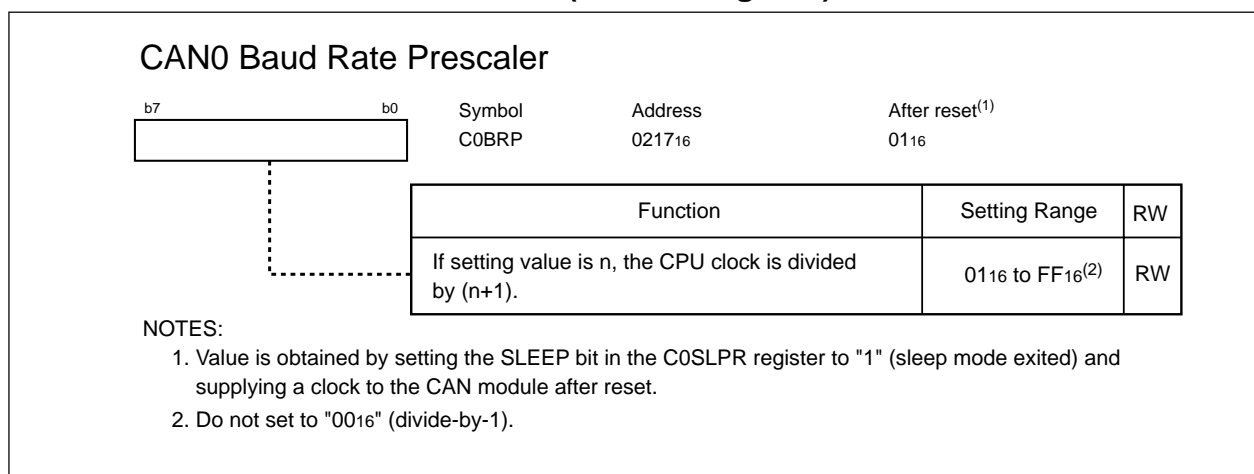 CAN0 Baud Rate Prescaler
b7 b0 Symbol Address After reset(1)
C0BRP 021716 0116
Function Setting Range RW
If setting value is n, the CPU clock is divided by (n+1). 0116 to FF16(2) RW
NOTES:
1. Value is obtained by setting the SLEEP bit in the C0SLPR register to "1" (sleep mode exited) and
supplying a clock to the CAN module after reset.
2. Do not set to "0016" (divide-by-1).